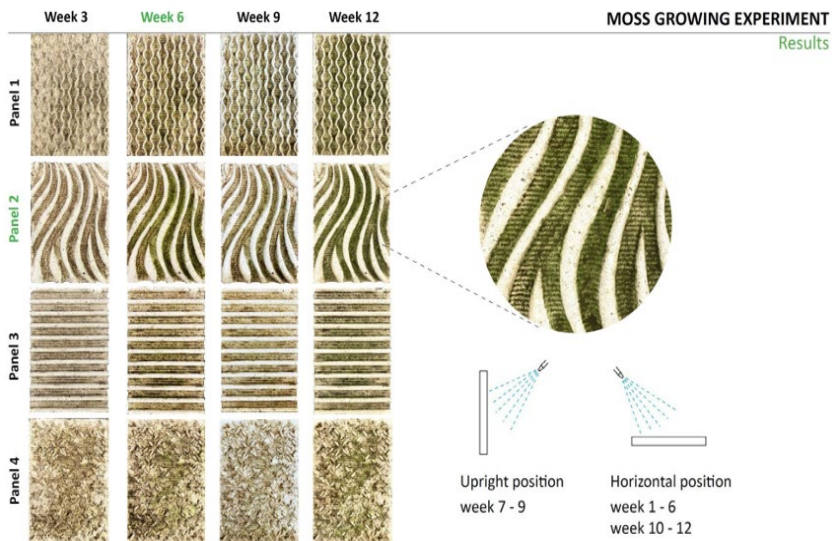 Week 3
Week 6
Week 9
Week 12
MOSS GROWING EXPERIMENT
Results
Panel 1
Panel 2
Panel 3
Panel 4
Upright position
week 7 - 9
Horizontal position
week 1 - 6
week 10 - 12